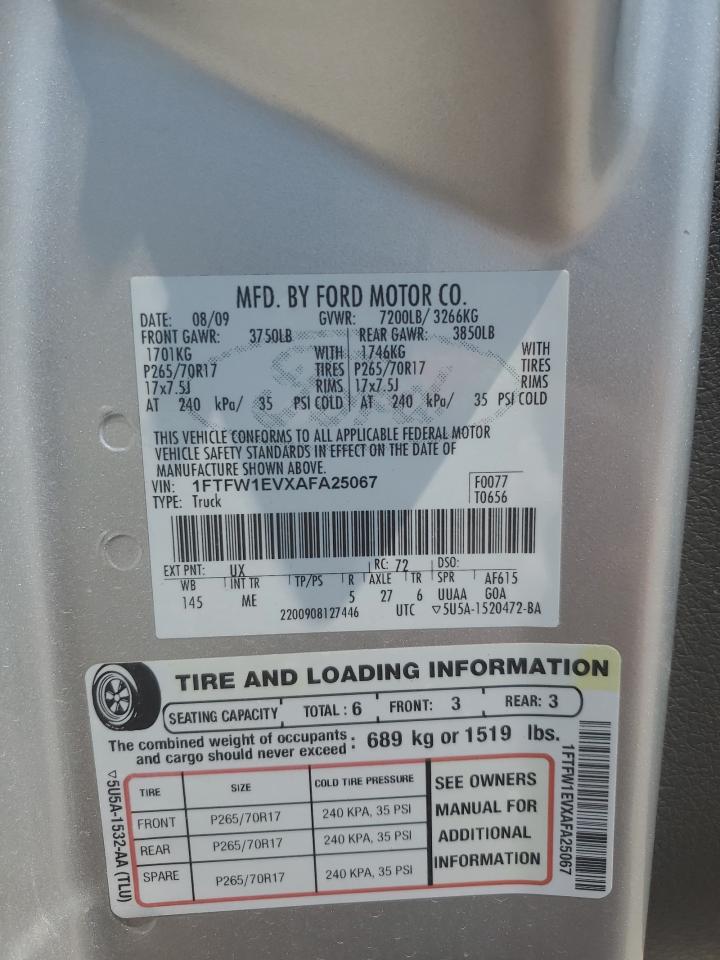 MFD. BY FORD MOTOR CO.
DATE: 08/09 GVWR: 7200LB/ 3266KG
FRONT GAWR: 3750LB REAR GAWR: 3850LB
1701KG WITH 1746KG WITH
P265/70R17 TIRES P265/70R17 TIRES
17x7.5J RIMS 17x7.5J RIMS
AT 240 kPa/ 35 PSI COLD AT 240 kPa/ 35 PSI COLD
THIS VEHICLE CONFORMS TO ALL APPLICABLE FEDERAL MOTOR
VEHICLE SAFETY STANDARDS IN EFFECT ON THE DATE OF
MANUFACTURE SHOWN ABOVE.
VIN: 1FTFW1EVXAFA25067 F0077
TYPE: Truck T0656
EXT PNT: UX RC: 72 DSO:
WB INT TR TP/PS R AXLE TR SPR AF615
145 ME 5 27 6 UUAA GOA
2200908127446 UTC ▽5U5A-1520472-BA
TIRE AND LOADING INFORMATION
SEATING CAPACITY TOTAL : 6 FRONT: 3 REAR: 3
The combined weight of occupants and cargo should never exceed : 689 kg or 1519 lbs.
TIRE SIZE COLD TIRE PRESSURE
FRONT P265/70R17 240 KPA, 35 PSI
REAR P265/70R17 240 KPA, 35 PSI
SPARE P265/70R17 240 KPA, 35 PSI
SEE OWNERS
MANUAL FOR
ADDITIONAL
INFORMATION
▽5U5A-1532-AA (TLU)
1FTFW1EVXAFA25067